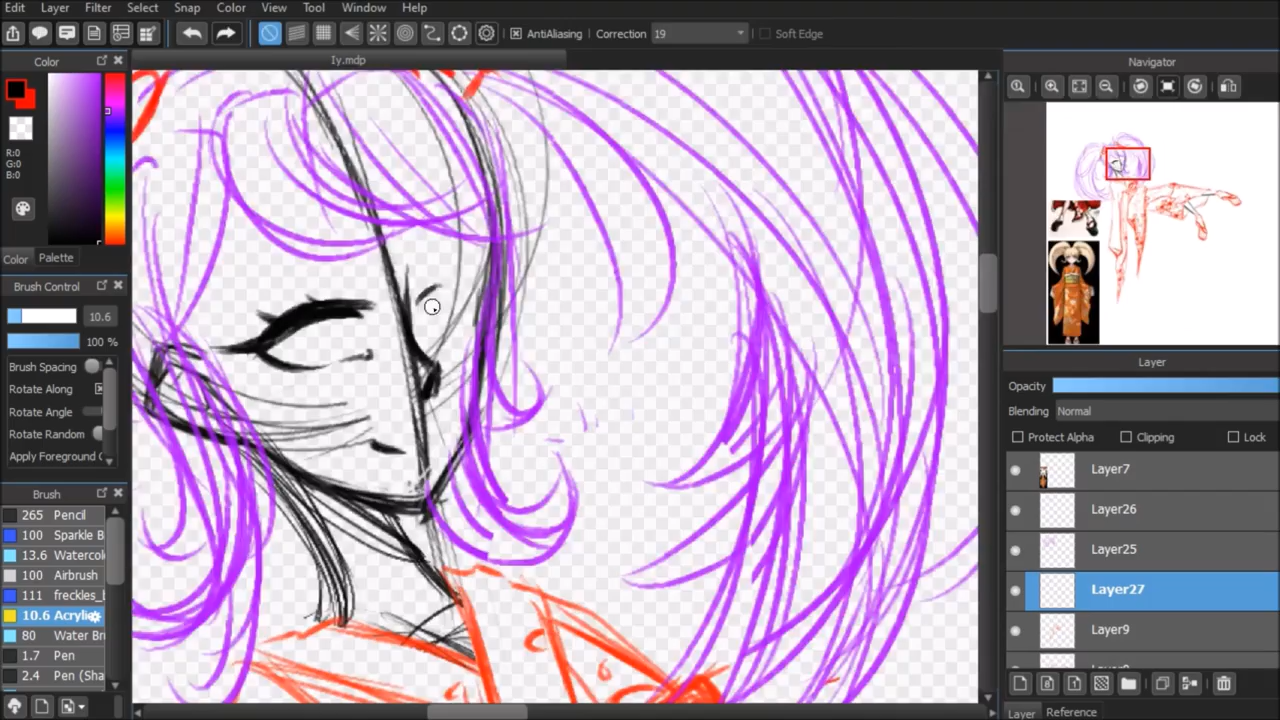 Edit Layer Filter Select Snap Color View Tool Window Help
AntiAliasing Correction 19 Soft Edge
Color
Iy.mdp
Navigator
R:0
G:0
B:0
Color Palette
Brush Control
10.6
100 %
Brush Spacing
Rotate Along
Rotate Angle
Rotate Random
Apply Foreground C
Brush
265 Pencil
100 Sparkle B
13.6 Waterco
100 Airbrush
111 freckles_b
10.6 Acrylic
80 Water Bru
1.7 Pen
2.4 Pen (Sha
Layer
Opacity
Blending Normal
Protect Alpha Clipping Lock
Layer7
Layer26
Layer25
Layer27
Layer9
Layer Reference